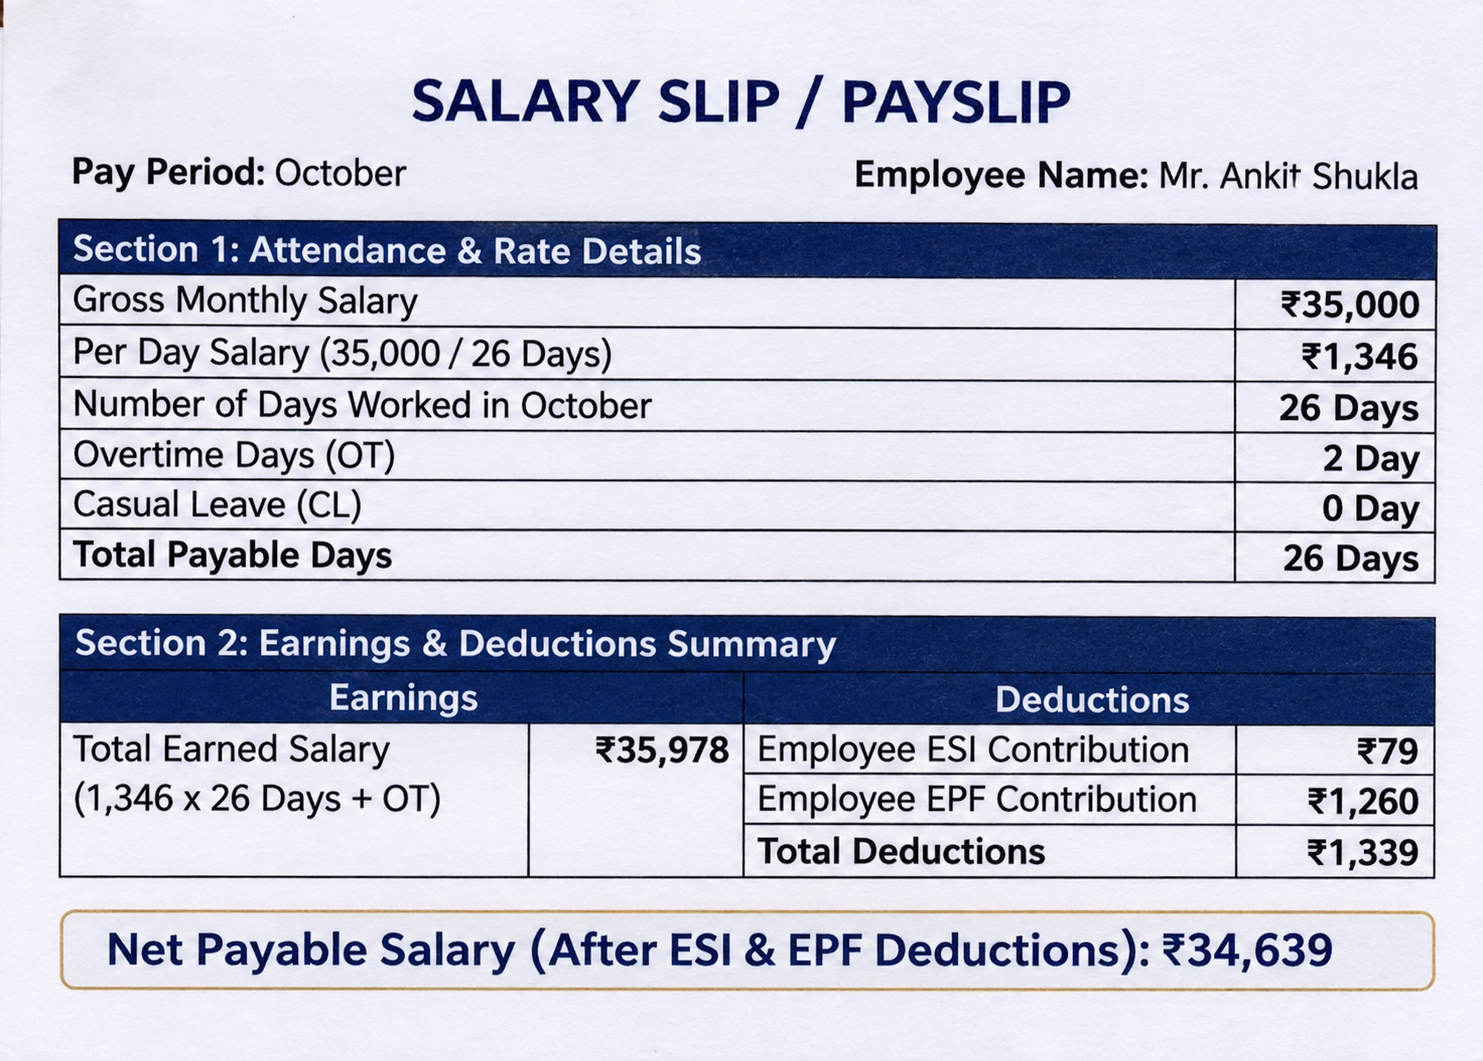 SALARY SLIP / PAYSLIP
Pay Period: October
Employee Name: Mr. Ankit Shukla
Section 1: Attendance & Rate Details
Gross Monthly Salary ₹35,000
Per Day Salary (35,000 / 26 Days) ₹1,346
Number of Days Worked in October 26 Days
Overtime Days (OT) 2 Day
Casual Leave (CL) 0 Day
Total Payable Days 26 Days
Section 2: Earnings & Deductions Summary
Earnings Deductions
Total Earned Salary ₹35,978 Employee ESI Contribution ₹79
(1,346 x 26 Days + OT) Employee EPF Contribution ₹1,260
Total Deductions ₹1,339
Net Payable Salary (After ESI & EPF Deductions): ₹34,639